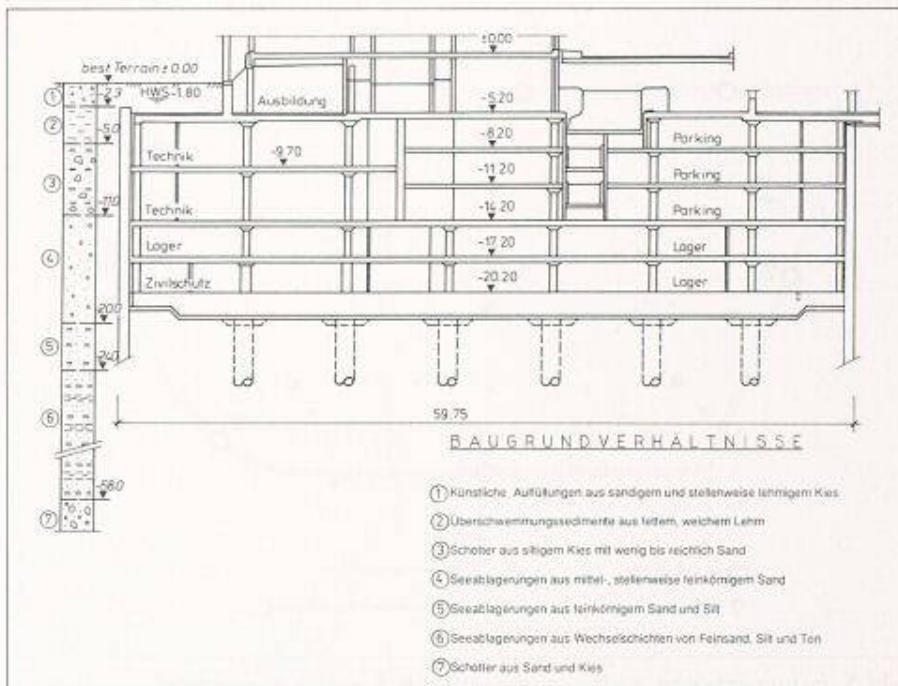 ±0.00
best Terrain ± 0.00
① -2.3 HWS-1.80 Ausbildung
-5.20
② -5.0
-8.20 Parking
Technik -9.70
③ -11.20 Parking
-11.0
Technik -14.20 Parking
④
Lager -17.20 Lager
Zivilschutz -20.20 Lager
-20.0
⑤
-24.0
⑥
59.75
BAUGRUNDVERHÄLTNISSE
-58.0
⑦
① Künstliche Auffüllungen aus sandigem und stellenweise lehmigem Kies
② Überschwemmungssedimente aus fettem, weichem Lehm
③ Schotter aus siltigem Kies mit wenig bis reichlich Sand
④ Seeablagerungen aus mittel-, stellenweise feinkörnigem Sand
⑤ Seeablagerungen aus feinkörnigem Sand und Silt
⑥ Seeablagerungen aus Wechselschichten von Feinsand, Silt und Ton
⑦ Schotter aus Sand und Kies